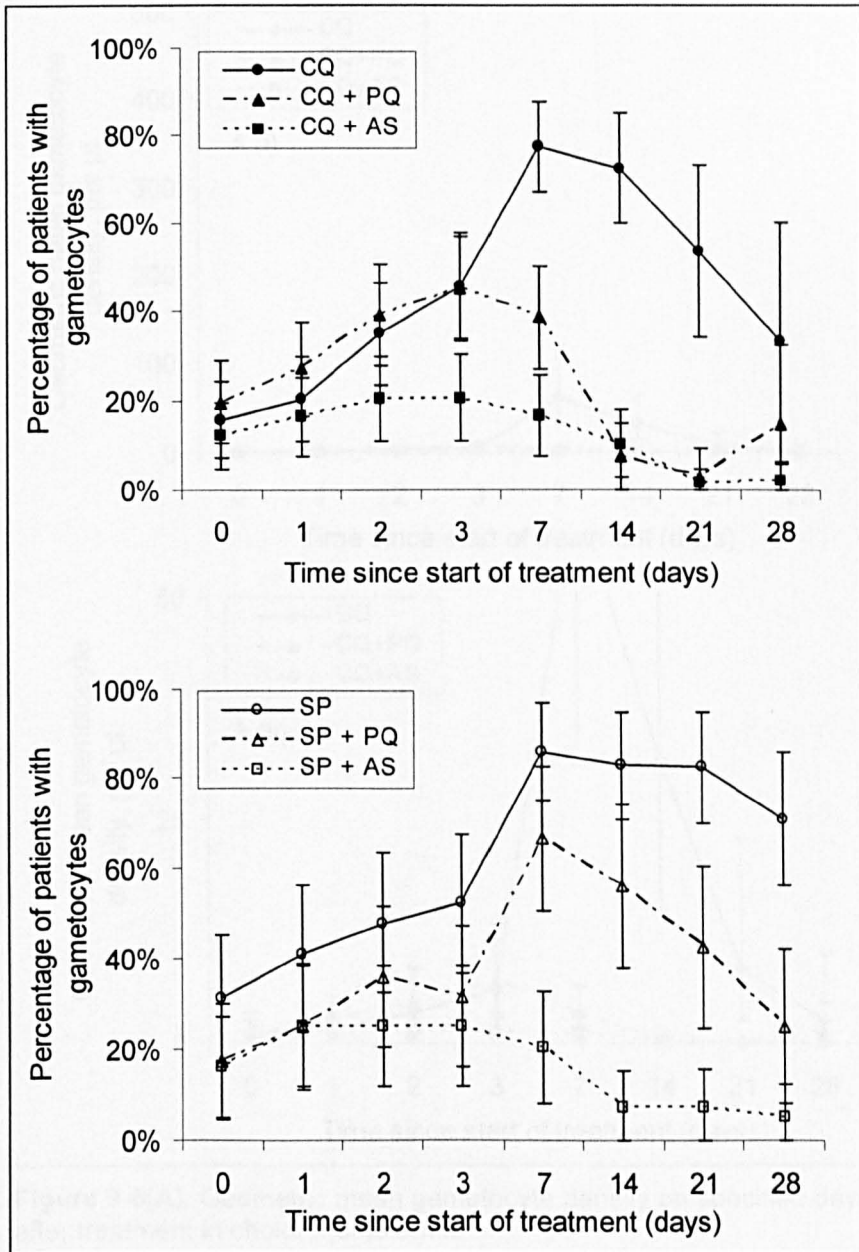 Percentage of patients with
gametocytes
100%
80%
60%
40%
20%
0%
CQ
CQ + PQ
CQ + AS
0 1 2 3 7 14 21 28
Time since start of treatment (days)
Percentage of patients with
gametocytes
100%
80%
60%
40%
20%
0%
SP
SP + PQ
SP + AS
0 1 2 3 7 14 21 28
Time since start of treatment (days)